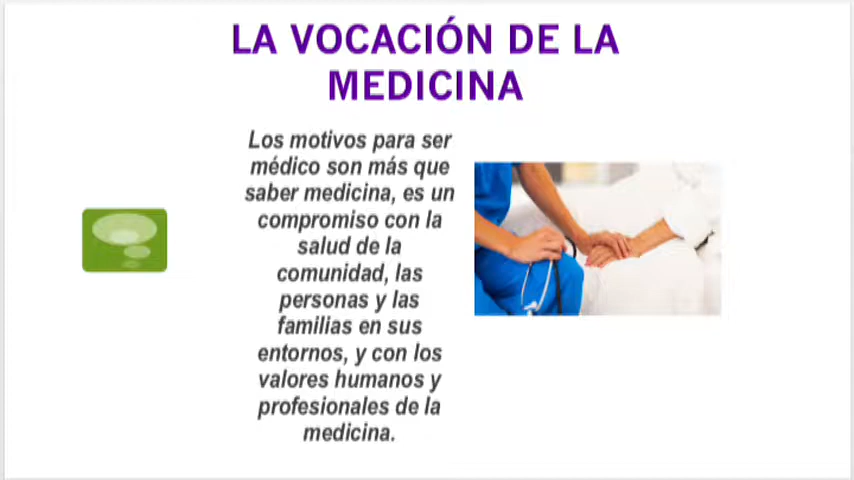 LA VOCACIÓN DE LA
MEDICINA
Los motivos para ser
médico son más que
saber medicina, es un
compromiso con la
salud de la
comunidad, las
personas y las
familias en sus
entornos, y con los
valores humanos y
profesionales de la
medicina.